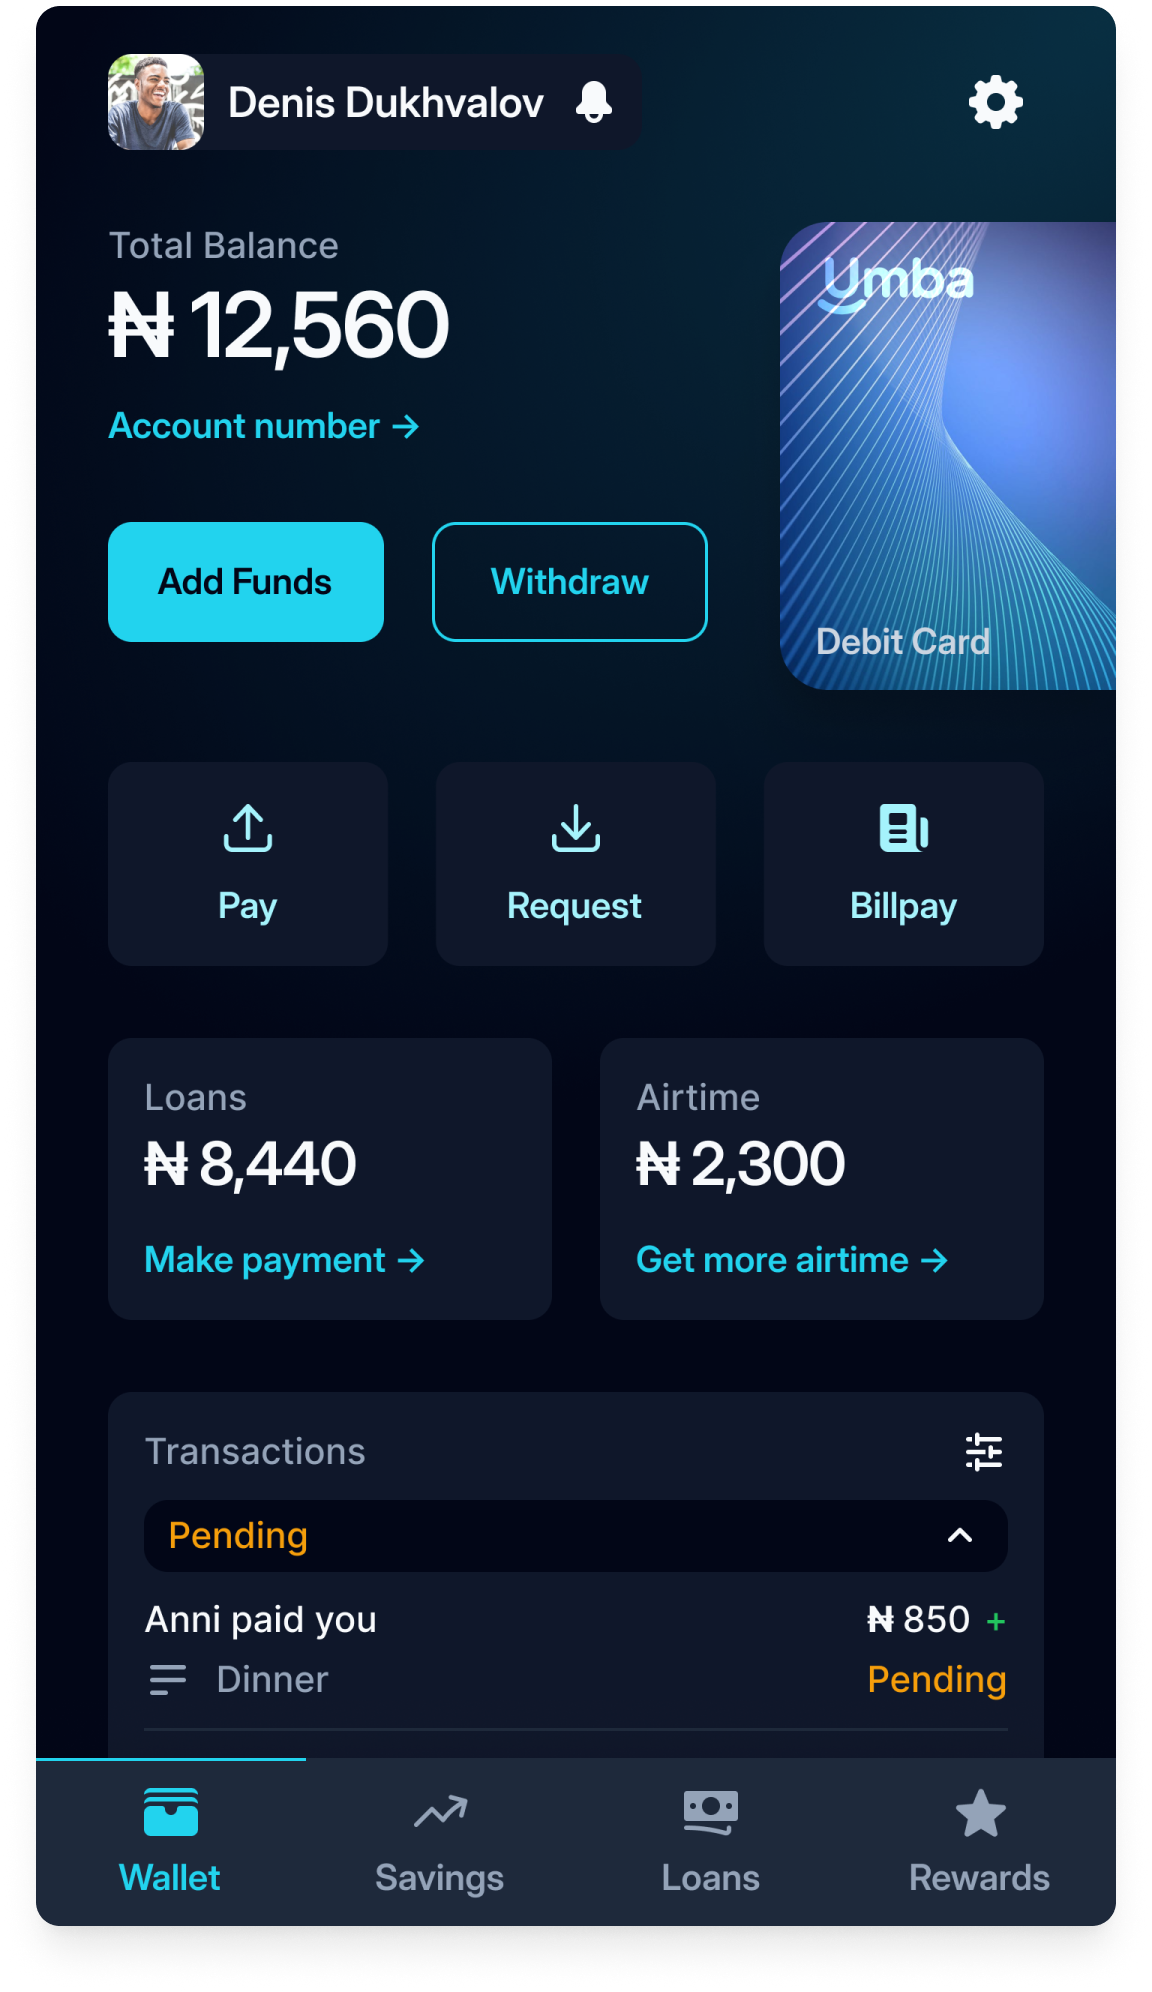 Denis Dukhvalov
Total Balance
₦ 12,560
Account number →
Umba
Add Funds
Withdraw
Debit Card
Pay
Request
Billpay
Loans
₦ 8,440
Make payment →
Airtime
₦ 2,300
Get more airtime →
Transactions
Pending
Anni paid you
₦ 850 +
Dinner
Pending
Wallet
Savings
Loans
Rewards